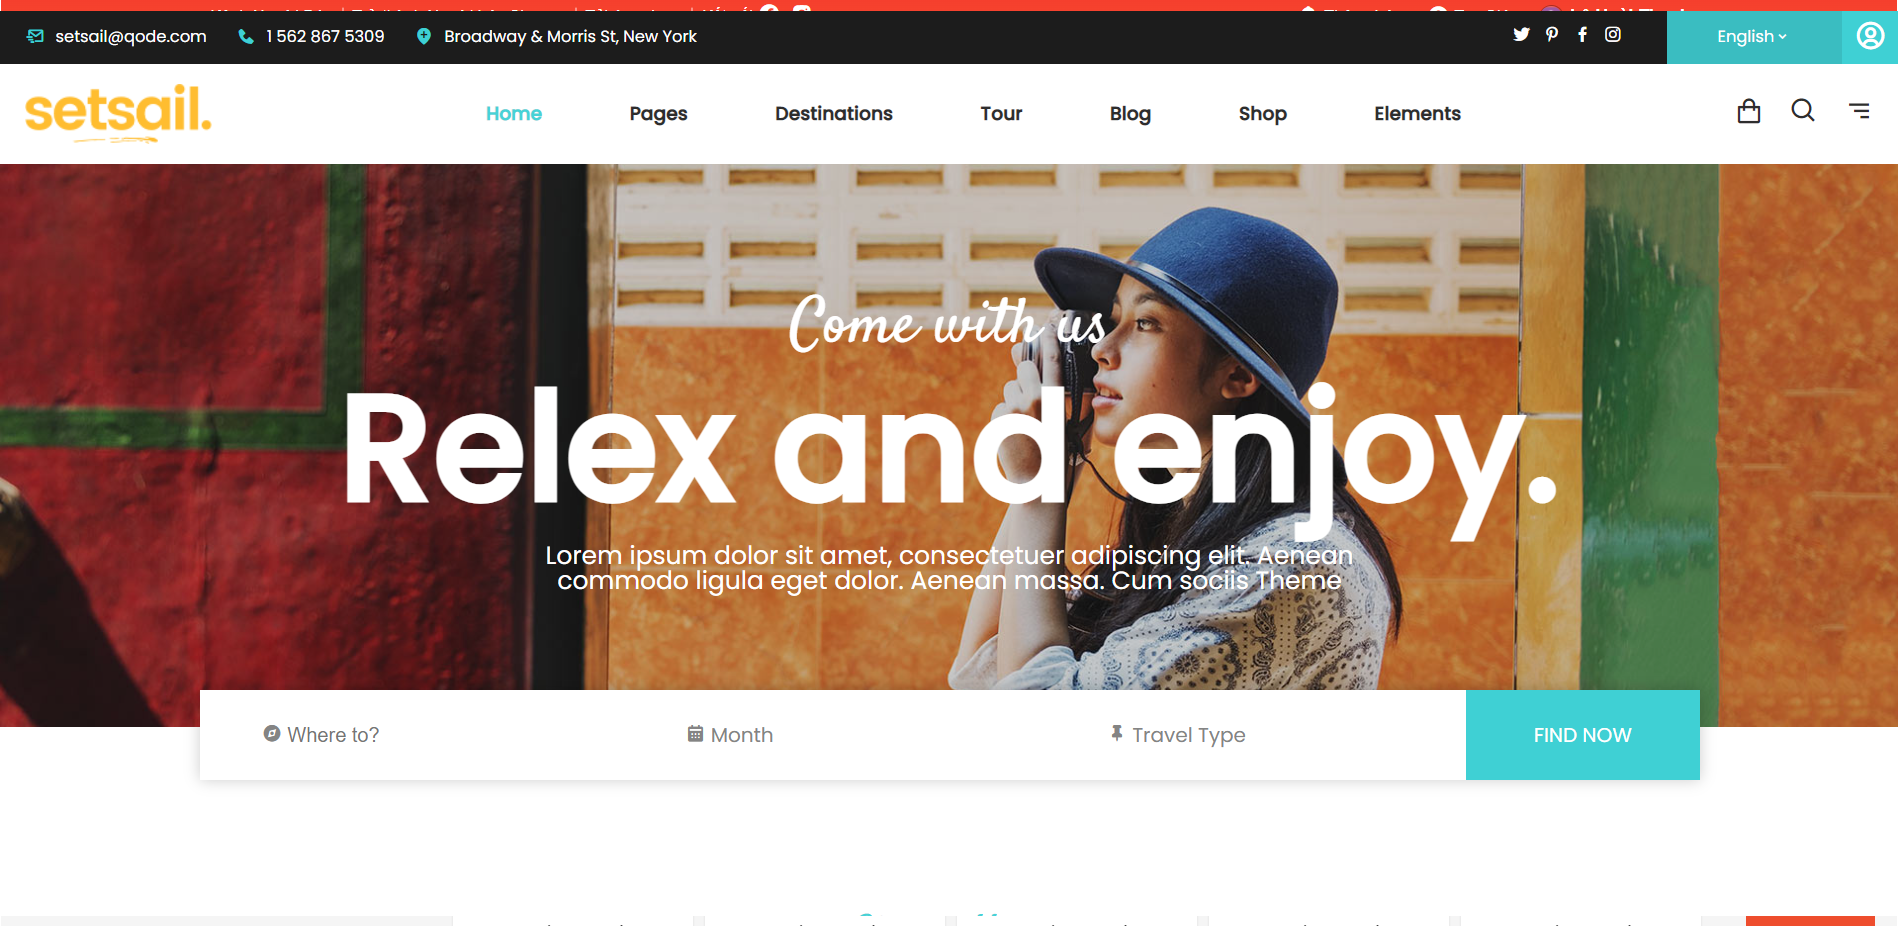 setsail@qode.com 1 562 867 5309 Broadway & Morris St, New York English
setsail.
Home Pages Destinations Tour Blog Shop Elements
Come with us
Relex and enjoy.
Lorem ipsum dolor sit amet, consectetuer adipiscing elit. Aenean
commodo ligula eget dolor. Aenean massa. Cum sociis Theme
Where to? Month Travel Type FIND NOW